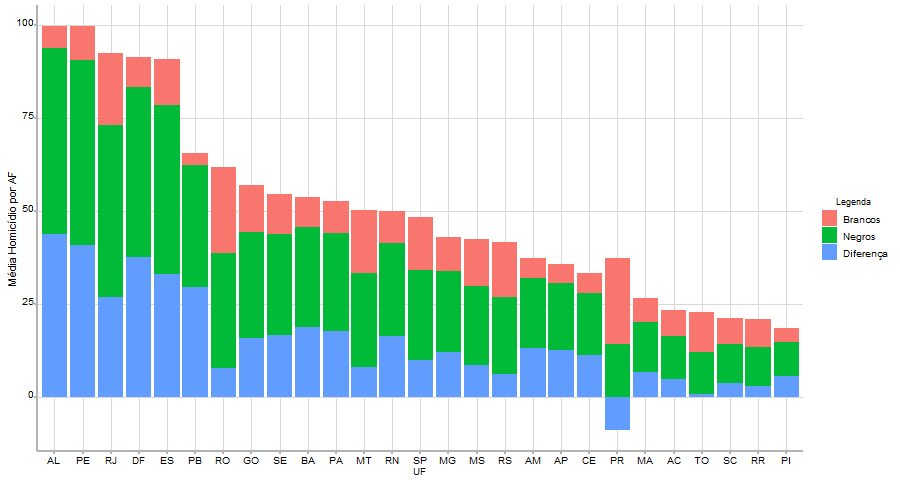 Média Homicídio por AF
100
75
50
25
0
AL PE RJ DF ES PB RO GO SE BA PA MT RN SP MG MS RS AM AP CE PR MA AC TO SC RR PI
UF
Legenda
Brancos
Negros
Diferença